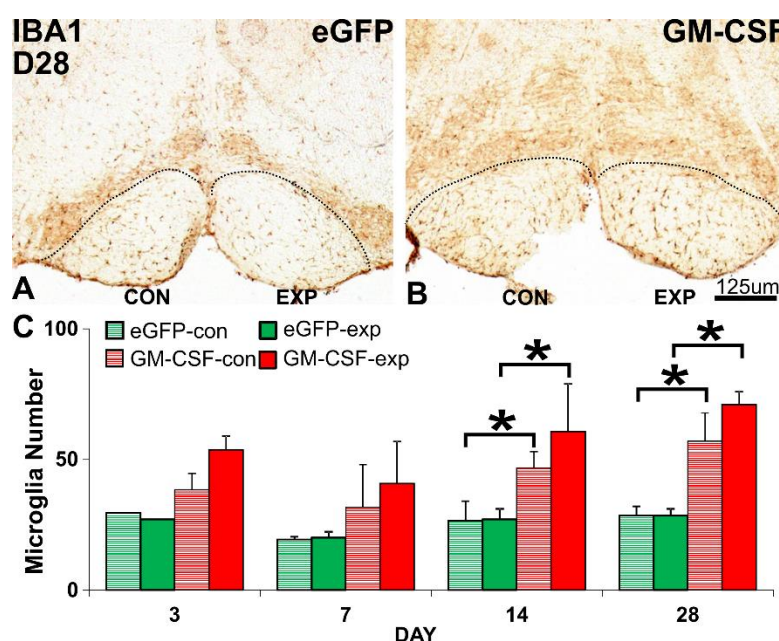 IBA1
D28
eGFP
GM-CSF
A
CON
EXP
B
CON
EXP
125um
C
100
50
0
Microglia Number
eGFP-con
eGFP-exp
GM-CSF-con
GM-CSF-exp
*
*
*
*
3
7
14
28
DAY